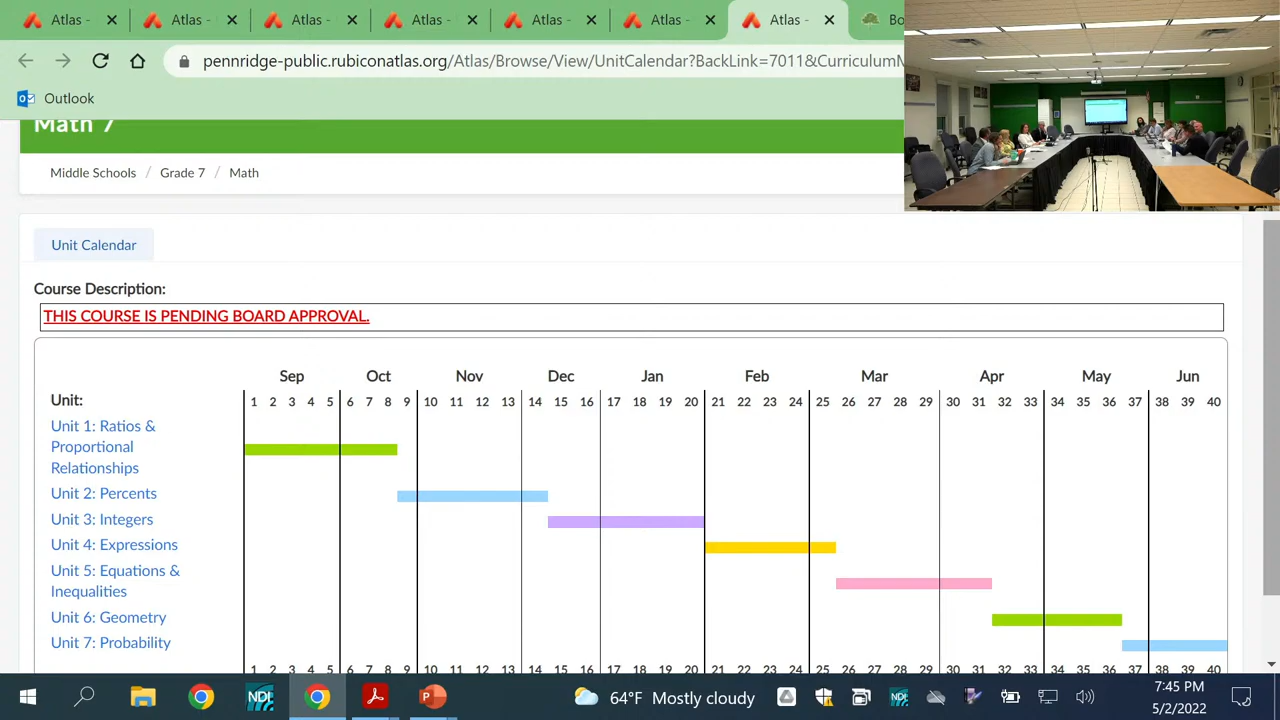 Atlas - Atlas - Atlas - Atlas - Atlas - Atlas - Atlas - Bo
pennridge-public.rubiconatlas.org/Atlas/Browse/View/UnitCalendar?BackLink=7011&CurriculumM
Outlook
Math 7
Middle Schools / Grade 7 / Math
Unit Calendar
Course Description:
THIS COURSE IS PENDING BOARD APPROVAL.
Sep Oct Nov Dec Jan Feb Mar Apr May Jun
Unit: 1 2 3 4 5 6 7 8 9 10 11 12 13 14 15 16 17 18 19 20 21 22 23 24 25 26 27 28 29 30 31 32 33 34 35 36 37 38 39 40
Unit 1: Ratios &
Proportional
Relationships
Unit 2: Percents
Unit 3: Integers
Unit 4: Expressions
Unit 5: Equations &
Inequalities
Unit 6: Geometry
Unit 7: Probability
1 2 3 4 5 6 7 8 9 10 11 12 13 14 15 16 17 18 19 20 21 22 23 24 25 26 27 28 29 30 31 32 33 34 35 36 37 38 39 40
NDI 64°F Mostly cloudy NDI 7:45 PM
5/2/2022